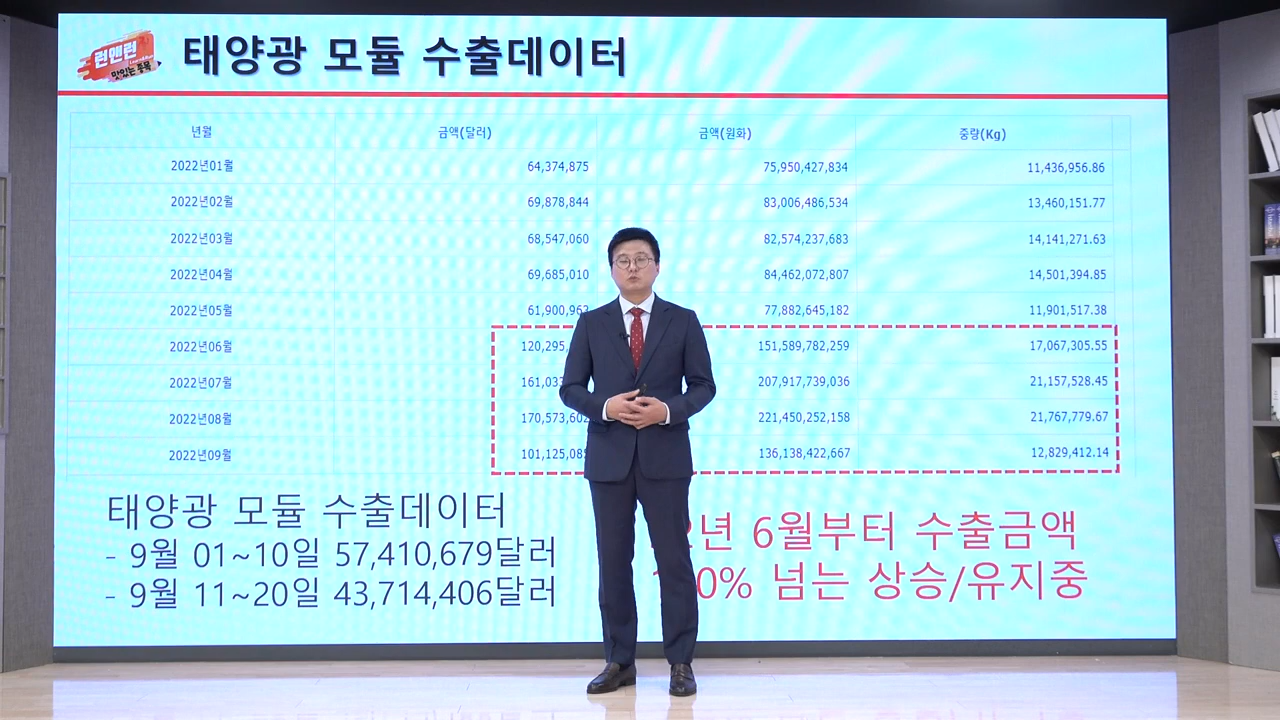 런앤런
맛있는 종목
태양광 모듈 수출데이터
년월 금액(달러) 금액(원화) 중량(Kg)
2022년01월 64,374,875 75,950,427,834 11,436,956.86
2022년02월 69,878,844 83,006,486,534 13,460,151.77
2022년03월 68,547,060 82,574,237,683 14,141,271.63
2022년04월 69,685,010 84,462,072,807 14,501,394.85
2022년05월 77,882,645,182 11,901,517.38
2022년06월 151,589,782,259 17,067,305.55
2022년07월 207,917,739,036 21,157,528.45
2022년08월 221,450,252,158 21,767,779.67
2022년09월 136,138,422,667 12,829,412.14
태양광 모듈 수출데이터
- 9월 01~10일 57,410,679달러
- 9월 11~20일 43,714,406달러
6월부터 수출금액
넘는 상승/유지중